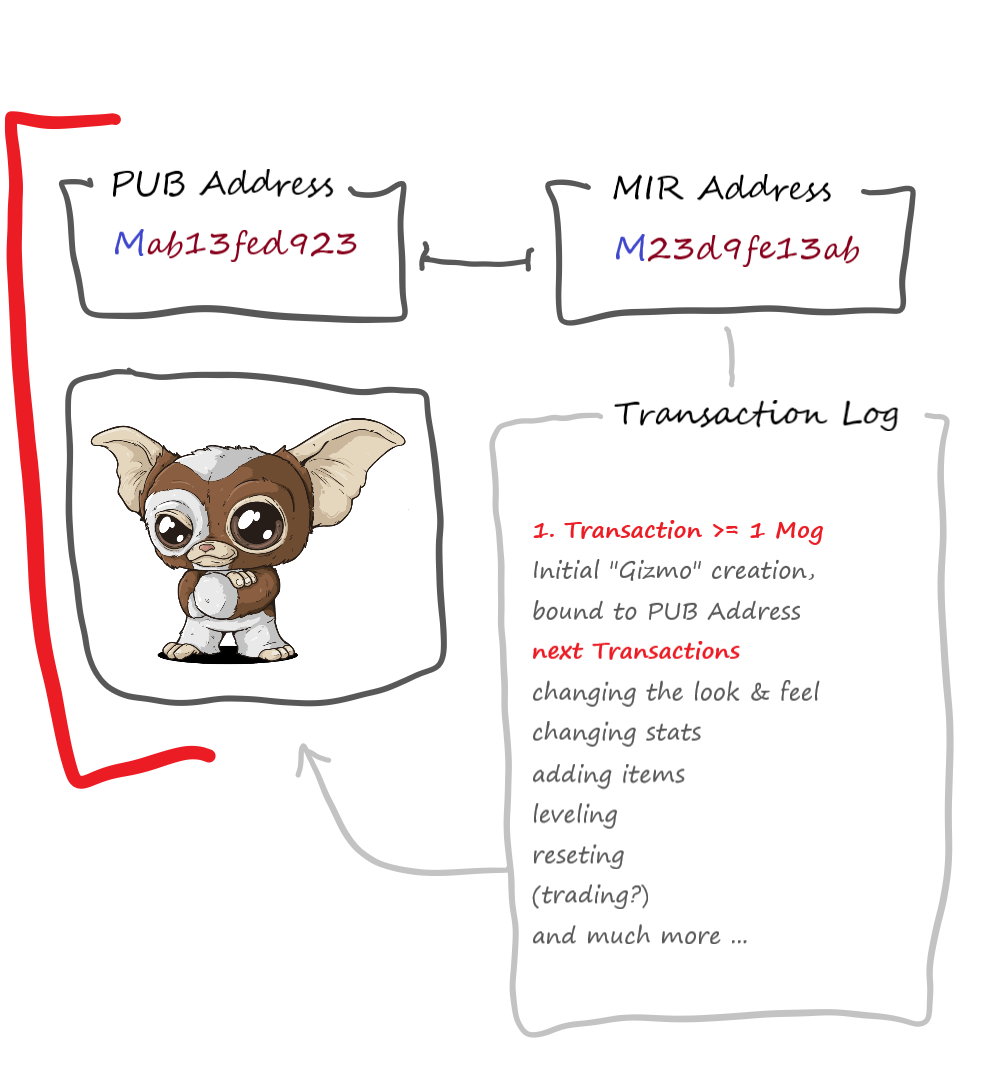 PUB Address
Mab13fed923
MIR Address
M23d9fe13ab
Transaction Log
1. Transaction >= 1 Mog
Initial "Gizmo" creation,
bound to PUB Address
next Transactions
changing the look & feel
changing stats
adding items
leveling
reseting
(trading?)
and much more ...